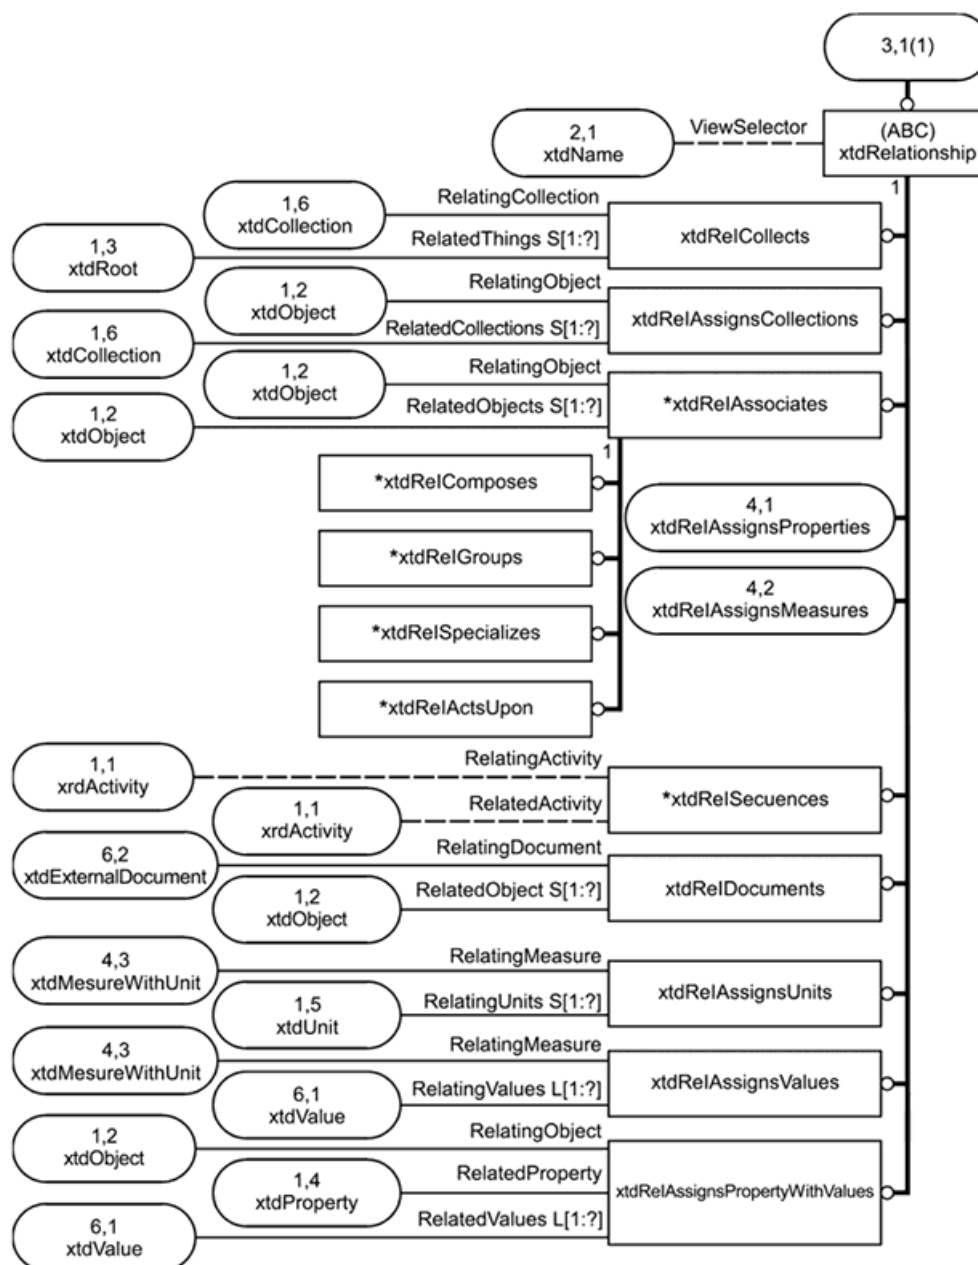 3,1(1)
ViewSelector
2,1
xtdName
(ABC)
xtdRelationship
1
RelatingCollection
1,6
xtdCollection
xtdRelCollects
RelatedThings S[1:?]
1,3
xtdRoot
RelatingObject
1,2
xtdObject
xtdRelAssignsCollections
RelatedCollections S[1:?]
1,6
xtdCollection
RelatingObject
1,2
xtdObject
*xtdRelAssociates
RelatedObjects S[1:?]
1,2
xtdObject
1
*xtdRelComposes
4,1
xtdRelAssignsProperties
*xtdRelGroups
4,2
xtdRelAssignsMeasures
*xtdRelSpecializes
*xtdRelActsUpon
RelatingActivity
1,1
xrdActivity
*xtdRelSecuences
RelatedActivity
1,1
xrdActivity
RelatingDocument
6,2
xtdExternalDocument
xtdRelDocuments
RelatedObject S[1:?]
1,2
xtdObject
RelatingMeasure
4,3
xtdMesureWithUnit
xtdRelAssignsUnits
RelatingUnits S[1:?]
1,5
xtdUnit
RelatingMeasure
4,3
xtdMesureWithUnit
xtdRelAssignsValues
RelatingValues L[1:?]
6,1
xtdValue
RelatingObject
1,2
xtdObject
RelatedProperty
1,4
xtdProperty
xtdRelAssignsPropertyWithValues
RelatedValues L[1:?]
6,1
xtdValue